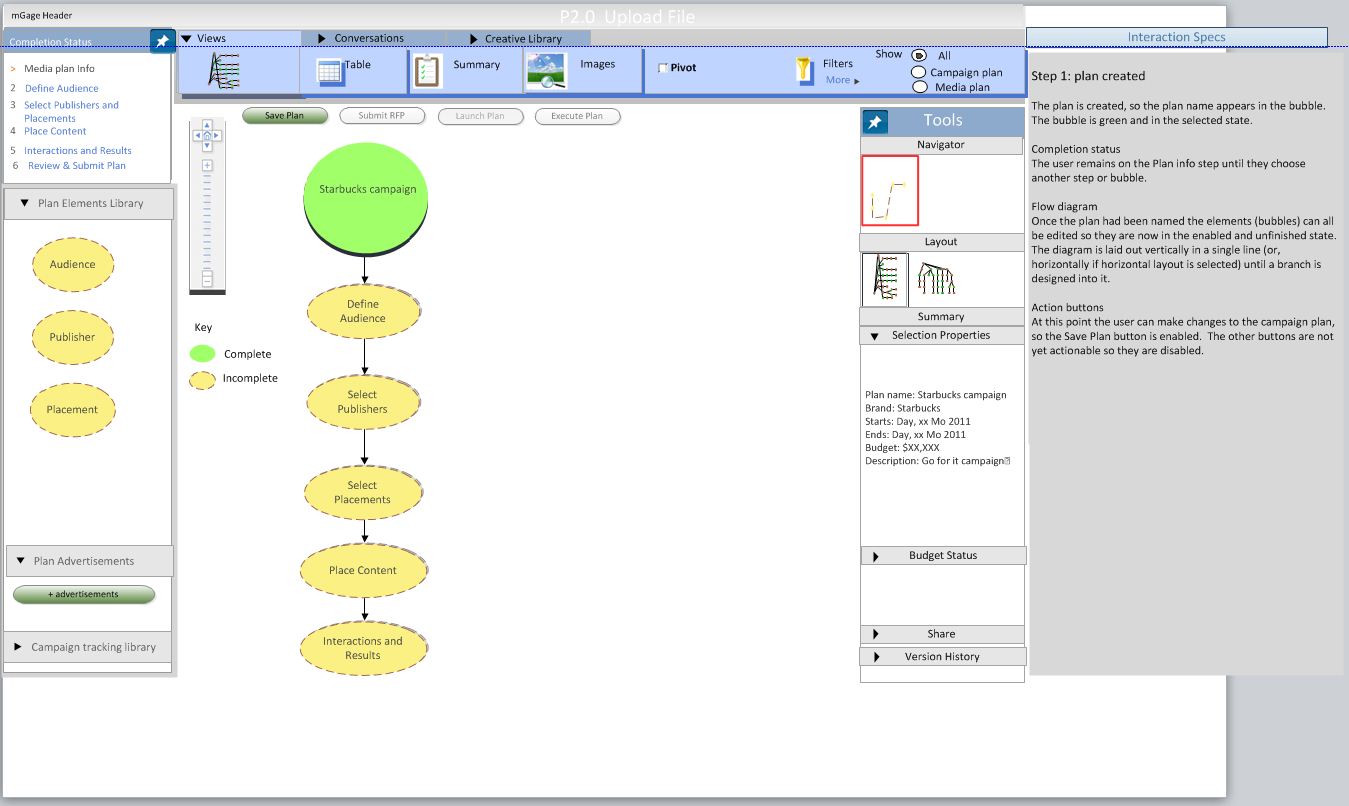 mGage Header
P2.0 Upload File
Completion Status
> Media plan Info
2 Define Audience
3 Select Publishers and
Placements
4 Place Content
5 Interactions and Results
6 Review & Submit Plan
Views
Conversations
Creative Library
Table
Summary
Images
Pivot
Filters
More
Show
All
Campaign plan
Media plan
Interaction Specs
Plan Elements Library
Audience
Publisher
Placement
Plan Advertisements
+ advertisements
Campaign tracking library
Save Plan
Submit RFP
Launch Plan
Execute Plan
Key
Complete
Incomplete
Starbucks campaign
Define
Audience
Select
Publishers
Select
Placements
Place Content
Interactions and
Results
Tools
Navigator
Layout
Summary
Selection Properties
Plan name: Starbucks campaign
Brand: Starbucks
Starts: Day, xx Mo 2011
Ends: Day, xx Mo 2011
Budget: $XX,XXX
Description: Go for it campaign
Budget Status
Share
Version History
Step 1: plan created
The plan is created, so the plan name appears in the bubble.
The bubble is green and in the selected state.
Completion status
The user remains on the Plan info step until they choose
another step or bubble.
Flow diagram
Once the plan had been named the elements (bubbles) can all
be edited so they are now in the enabled and unfinished state.
The diagram is laid out vertically in a single line (or,
horizontally if horizontal layout is selected) until a branch is
designed into it.
Action buttons
At this point the user can make changes to the campaign plan,
so the Save Plan button is enabled. The other buttons are not
yet actionable so they are disabled.